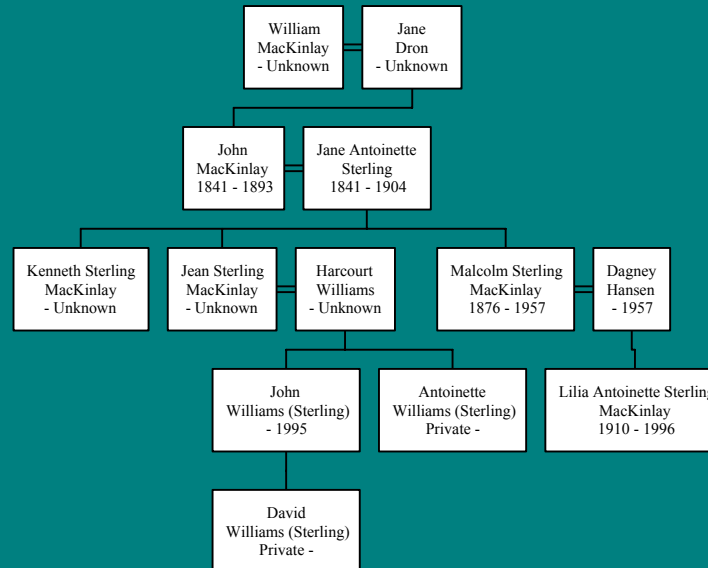 William
MacKinlay
- Unknown
Jane
Dron
- Unknown
John
MacKinlay
1841 - 1893
Jane Antoinette
Sterling
1841 - 1904
Kenneth Sterling
MacKinlay
- Unknown
Jean Sterling
MacKinlay
- Unknown
Harcourt
Williams
- Unknown
Malcolm Sterling
MacKinlay
1876 - 1957
Dagney
Hansen
- 1957
John
Williams (Sterling)
- 1995
Antoinette
Williams (Sterling)
Private -
Lilia Antoinette Sterling
MacKinlay
1910 - 1996
David
Williams (Sterling)
Private -